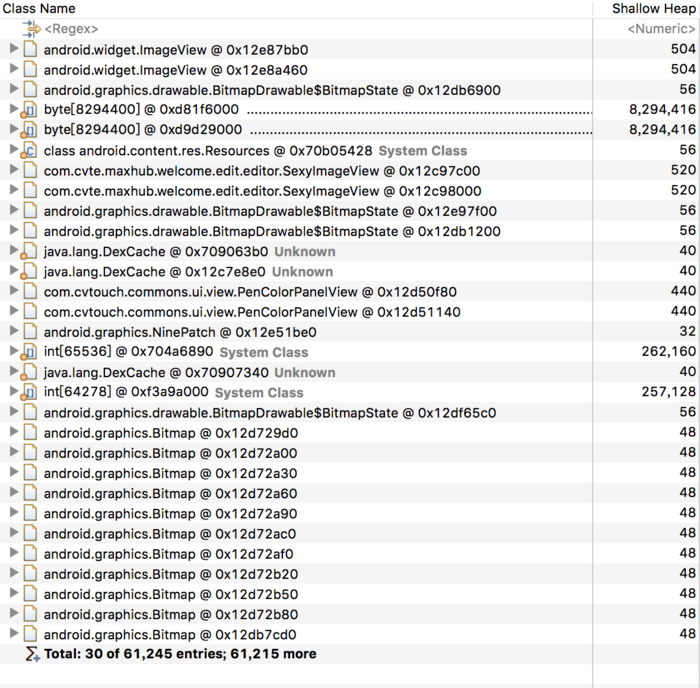 Class Name Shallow Heap
<Regex> <Numeric>
android.widget.ImageView @ 0x12e87bb0 504
android.widget.ImageView @ 0x12e8a460 504
android.graphics.drawable.BitmapDrawable$BitmapState @ 0x12db6900 56
byte[8294400] @ 0xd81f6000 8,294,416
byte[8294400] @ 0xd9d29000 8,294,416
class android.content.res.Resources @ 0x70b05428 System Class 56
com.cvte.maxhub.welcome.edit.editor.SexyImageView @ 0x12c97c00 520
com.cvte.maxhub.welcome.edit.editor.SexyImageView @ 0x12c98000 520
android.graphics.drawable.BitmapDrawable$BitmapState @ 0x12e97f00 56
android.graphics.drawable.BitmapDrawable$BitmapState @ 0x12db1200 56
java.lang.DexCache @ 0x709063b0 Unknown 40
java.lang.DexCache @ 0x12c7e8e0 Unknown 40
com.cvtouch.commons.ui.view.PenColorPanelView @ 0x12d50f80 440
com.cvtouch.commons.ui.view.PenColorPanelView @ 0x12d51140 440
android.graphics.NinePatch @ 0x12e51be0 32
int[65536] @ 0x704a6890 System Class 262,160
java.lang.DexCache @ 0x70907340 Unknown 40
int[64278] @ 0xf3a9a000 System Class 257,128
android.graphics.drawable.BitmapDrawable$BitmapState @ 0x12df65c0 56
android.graphics.Bitmap @ 0x12d729d0 48
android.graphics.Bitmap @ 0x12d72a00 48
android.graphics.Bitmap @ 0x12d72a30 48
android.graphics.Bitmap @ 0x12d72a60 48
android.graphics.Bitmap @ 0x12d72a90 48
android.graphics.Bitmap @ 0x12d72ac0 48
android.graphics.Bitmap @ 0x12d72af0 48
android.graphics.Bitmap @ 0x12d72b20 48
android.graphics.Bitmap @ 0x12d72b50 48
android.graphics.Bitmap @ 0x12d72b80 48
android.graphics.Bitmap @ 0x12db7cd0 48
Total: 30 of 61,245 entries; 61,215 more